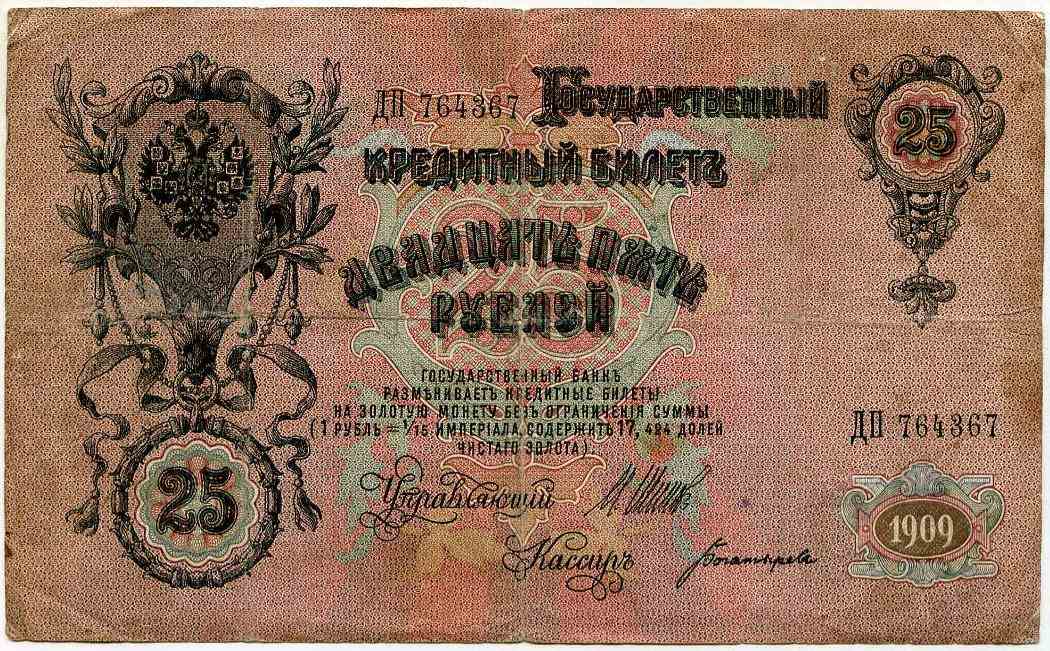 ДП 764367 Государственный
25
кредитный билетъ
двадцать пять
рублей
Государственный банкъ
размѣниваетъ кредитные билеты
на золотую монету безъ ограниченія суммы
(1 рубль = 1/15 имперіала, содержитъ 17, 424 долей
чистаго золота).
ДП 764367
25
Управляющій
1909
Кассиръ Богатырев